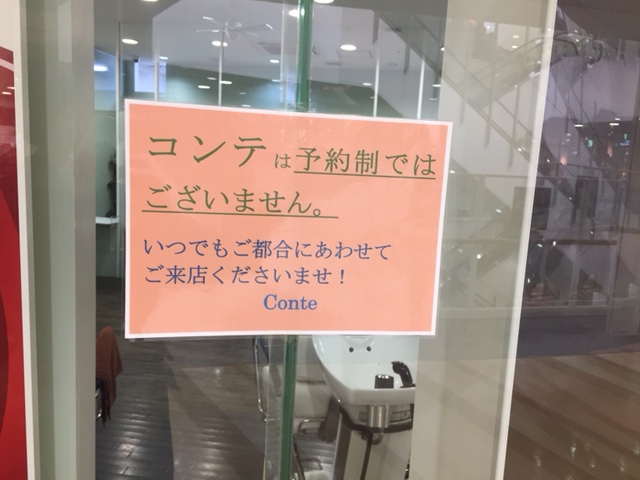 コンテは予約制では
ございません。
いつでもご都合にあわせて
ご来店くださいませ！
Conte